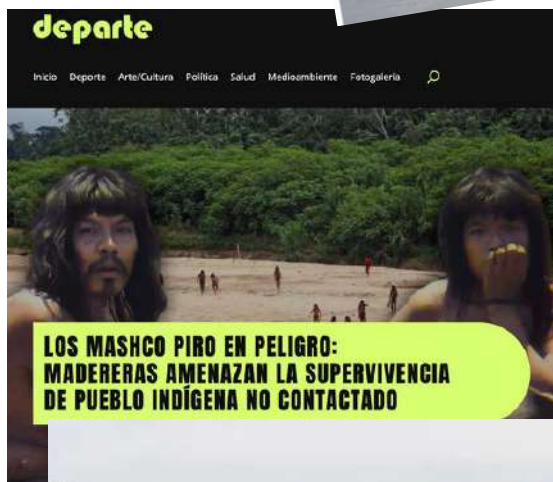 departe
Inicio Deporte Arte/Cultura Política Salud Medioambiente Fotogalería
LOS MASHCO PIRO EN PELIGRO:
MADERERAS AMENAZAN LA SUPERVIVENCIA
DE PUEBLO INDÍGENA NO CONTACTADO